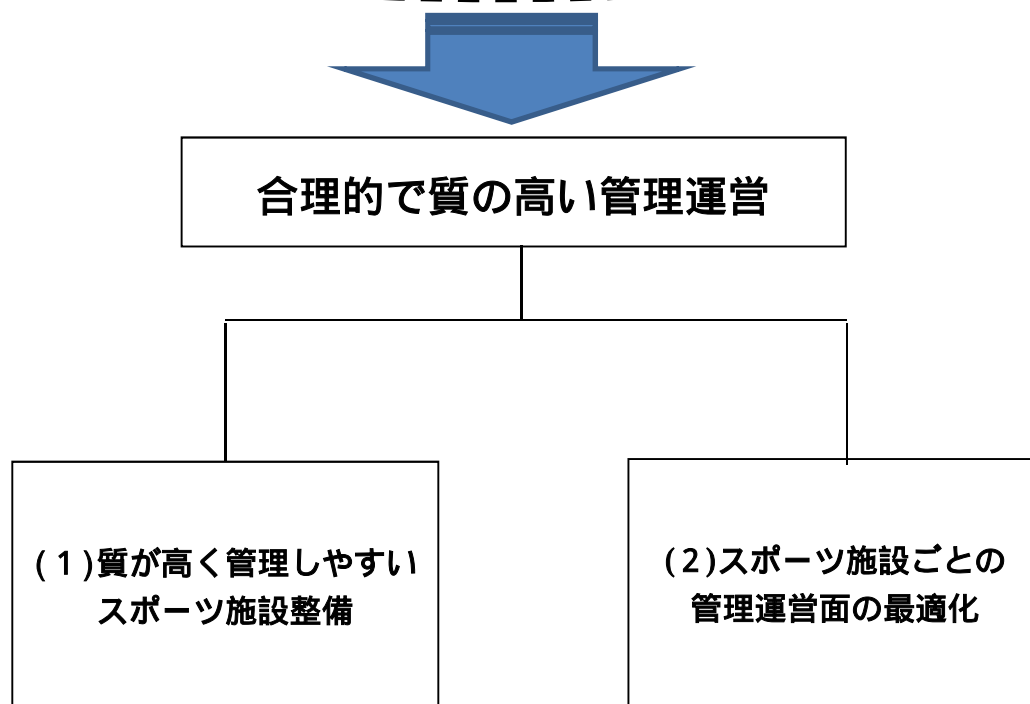 合理的で質の高い管理運営
(1)質が高く管理しやすい
スポーツ施設整備
(2)スポーツ施設ごとの
管理運営面の最適化